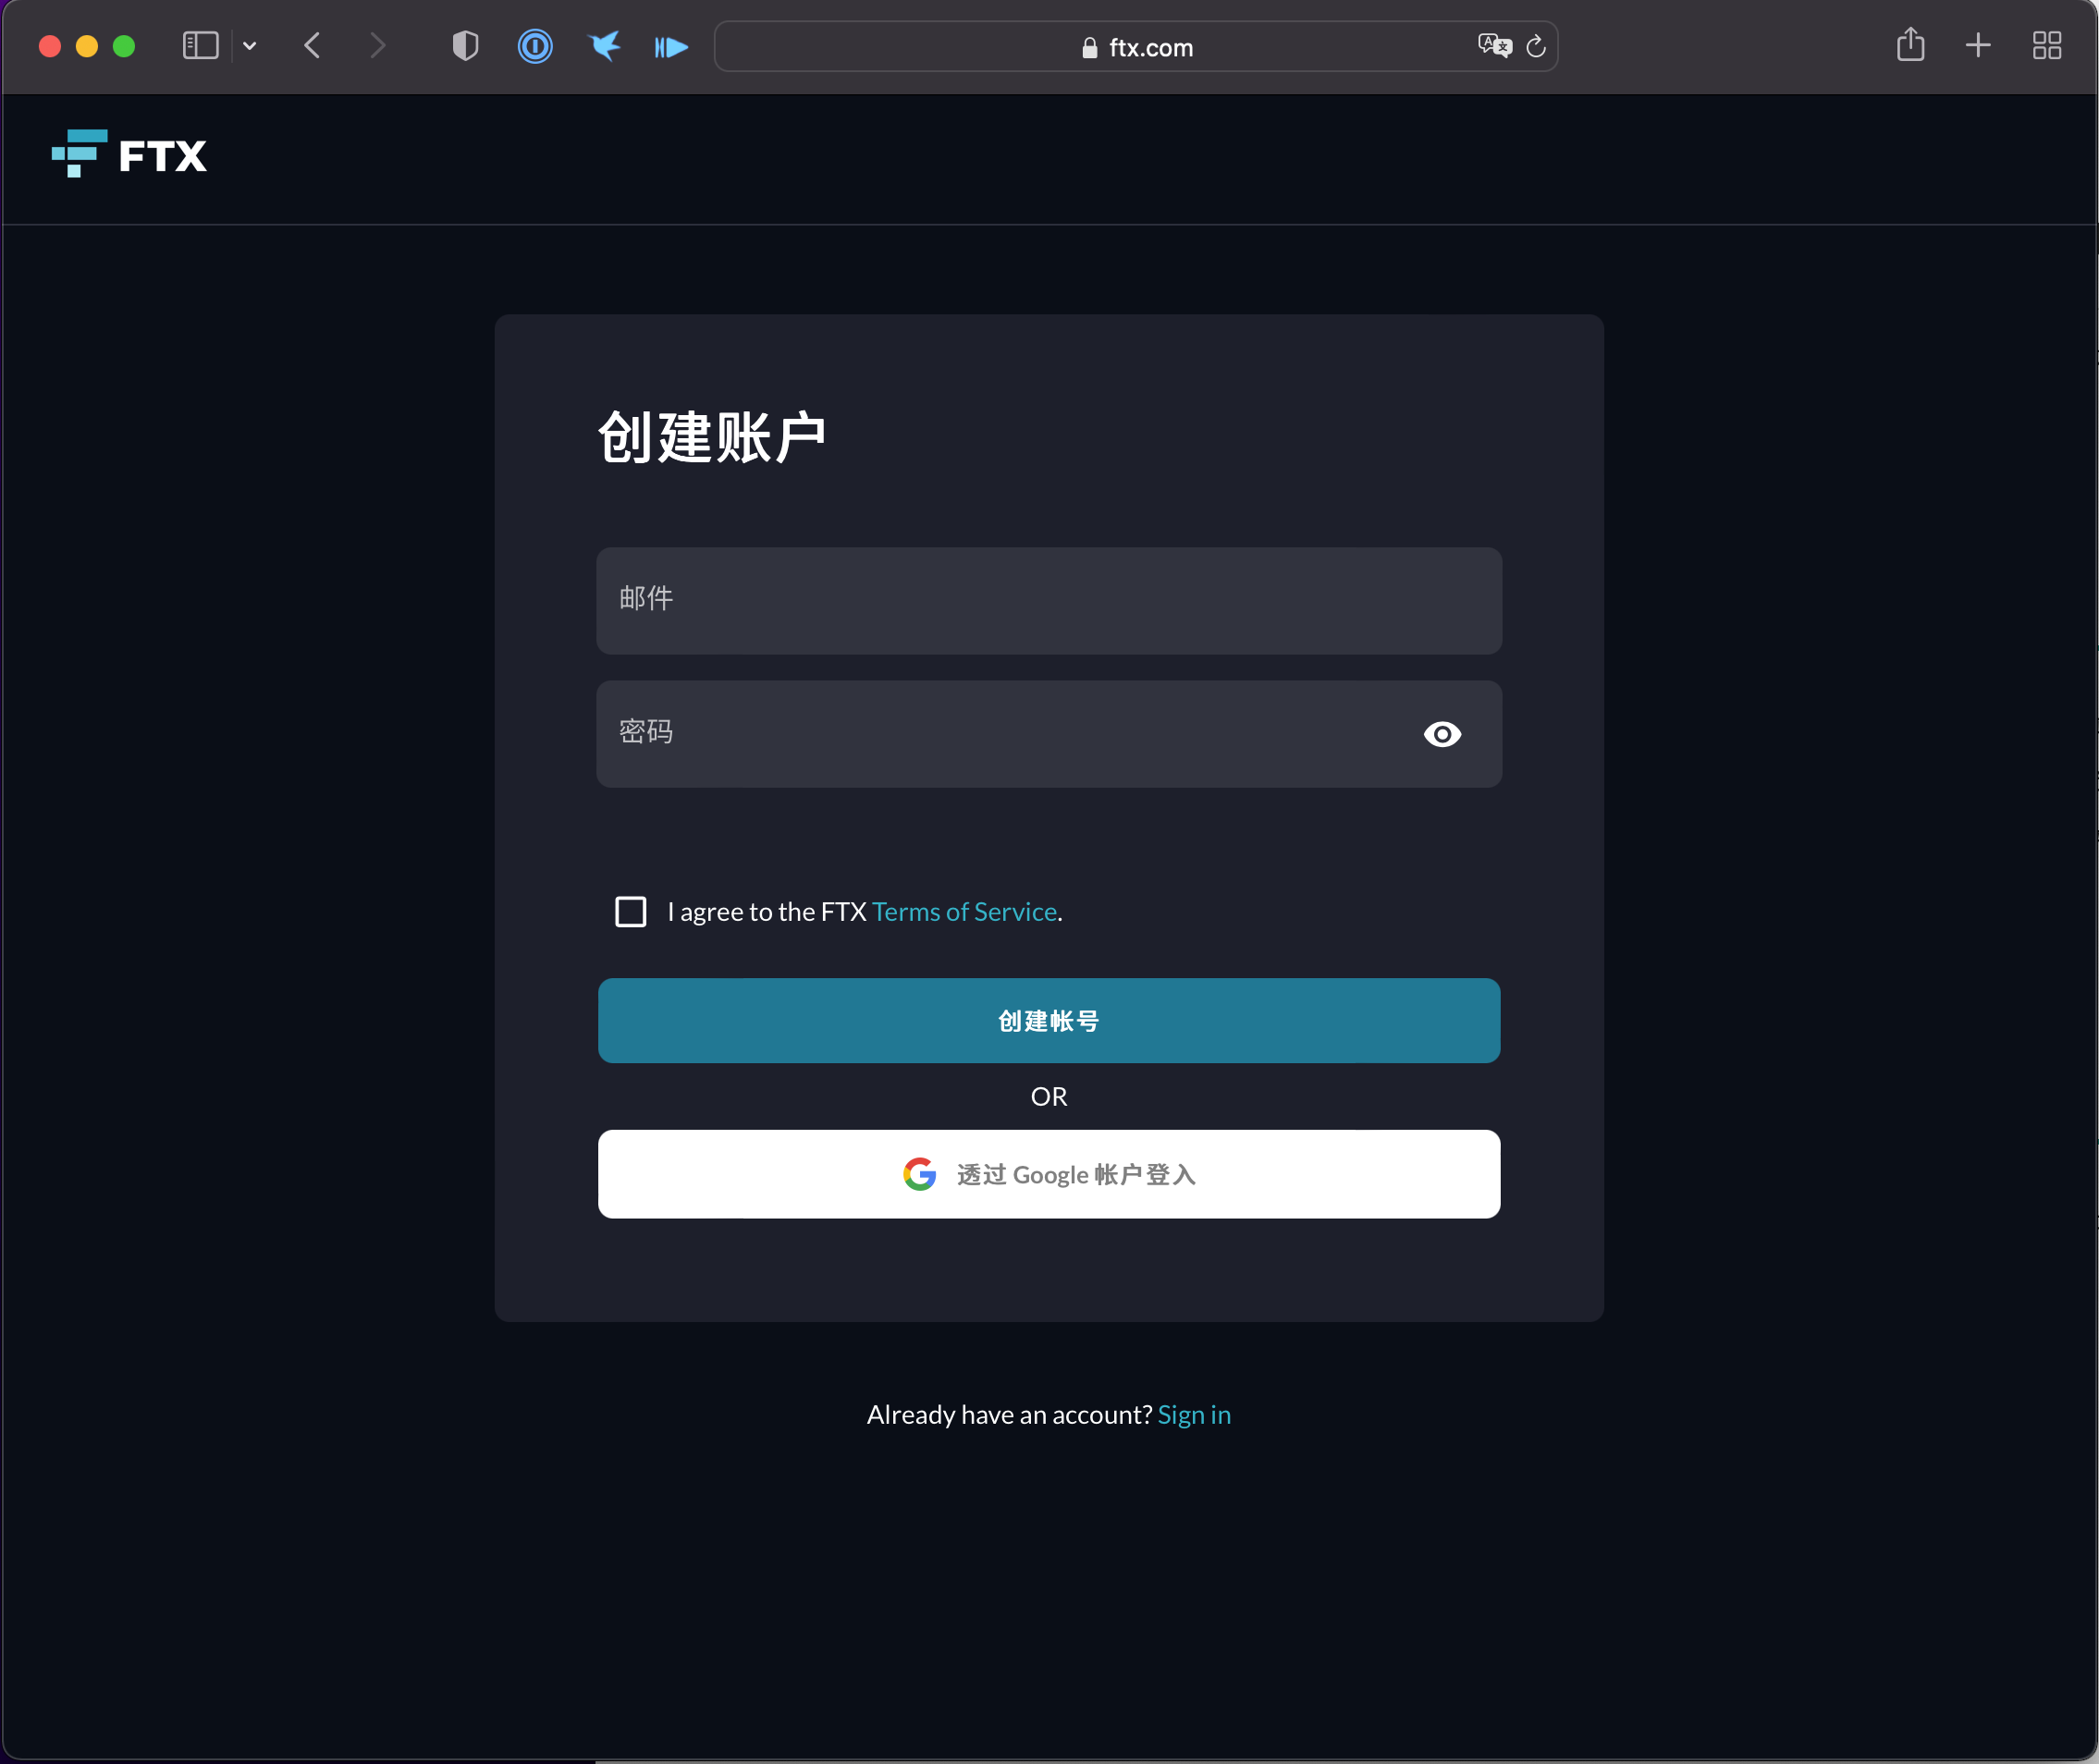 ftx.com
FTX
创建账户
邮件
密码
I agree to the FTX Terms of Service.
创建帐号
OR
透过 Google 帐户登入
Already have an account? Sign in